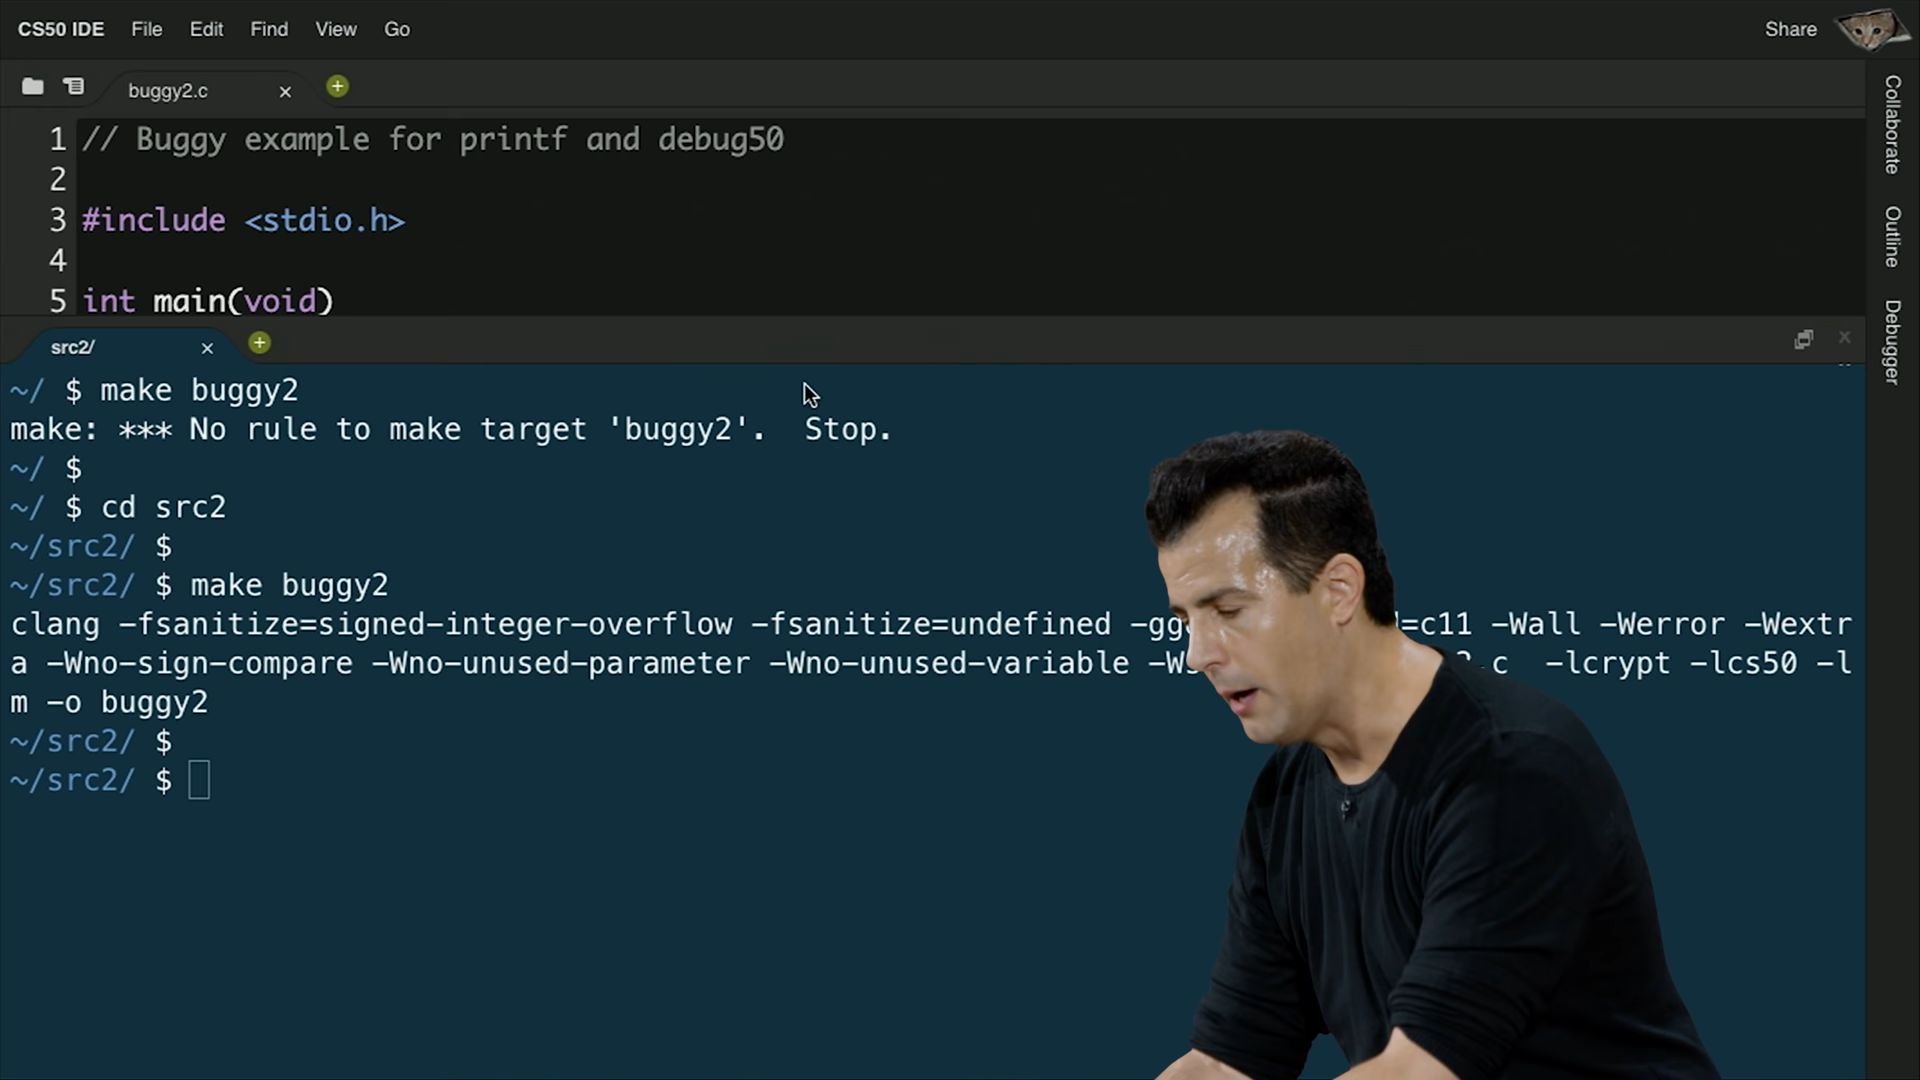 CS50 IDE File Edit Find View Go Share
buggy2.c
1 // Buggy example for printf and debug50
2
3 #include <stdio.h>
4
5 int main(void)
Collaborate
Outline
Debugger
src2/
~/ $ make buggy2
make: *** No rule to make target 'buggy2'.  Stop.
~/ $
~/ $ cd src2
~/src2/ $
~/src2/ $ make buggy2
clang -fsanitize=signed-integer-overflow -fsanitize=undefined =c11 -Wall -Werror -Wextr
a -Wno-sign-compare -Wno-unused-parameter -Wno-unused-variable .c  -lcrypt -lcs50 -l
m -o buggy2
~/src2/ $
~/src2/ $